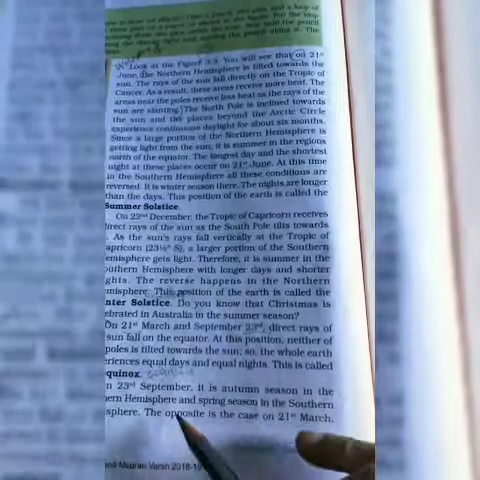 to draw an ellipse? Take a pencil, two pins and a loop of
Look at the Figure 3.3. You will see that on 21st
June, the Northern Hemisphere is tilted towards the
sun. The rays of the sun fall directly on the Tropic of
Cancer. As a result, these areas receive more heat. The
areas near the poles receive less heat as the rays of the
sun are slanting. The North Pole is inclined towards
the sun and the places beyond the Arctic Circle
experience continuous daylight for about six months.
Since a large portion of the Northern Hemisphere is
getting light from the sun, it is summer in the regions
north of the equator. The longest day and the shortest
night at these places occur on 21st June. At this time
in the Southern Hemisphere all these conditions are
reversed. It is winter season there. The nights are longer
than the days. This position of the earth is called the
Summer Solstice.
On 22nd December, the Tropic of Capricorn receives
direct rays of the sun as the South Pole tilts towards
. As the sun's rays fall vertically at the Tropic of
apricorn (23½° S), a larger portion of the Southern
emisphere gets light. Therefore, it is summer in the
outhern Hemisphere with longer days and shorter
ghts. The reverse happens in the Northern
misphere. This position of the earth is called the
nter Solstice. Do you know that Christmas is
ebrated in Australia in the summer season?
On 21st March and September 23rd, direct rays of
sun fall on the equator. At this position, neither of
poles is tilted towards the sun; so, the whole earth
eriences equal days and equal nights. This is called
quinox.
n 23rd September, it is autumn season in the
ern Hemisphere and spring season in the Southern
sphere. The opposite is the case on 21st March,
2018-19